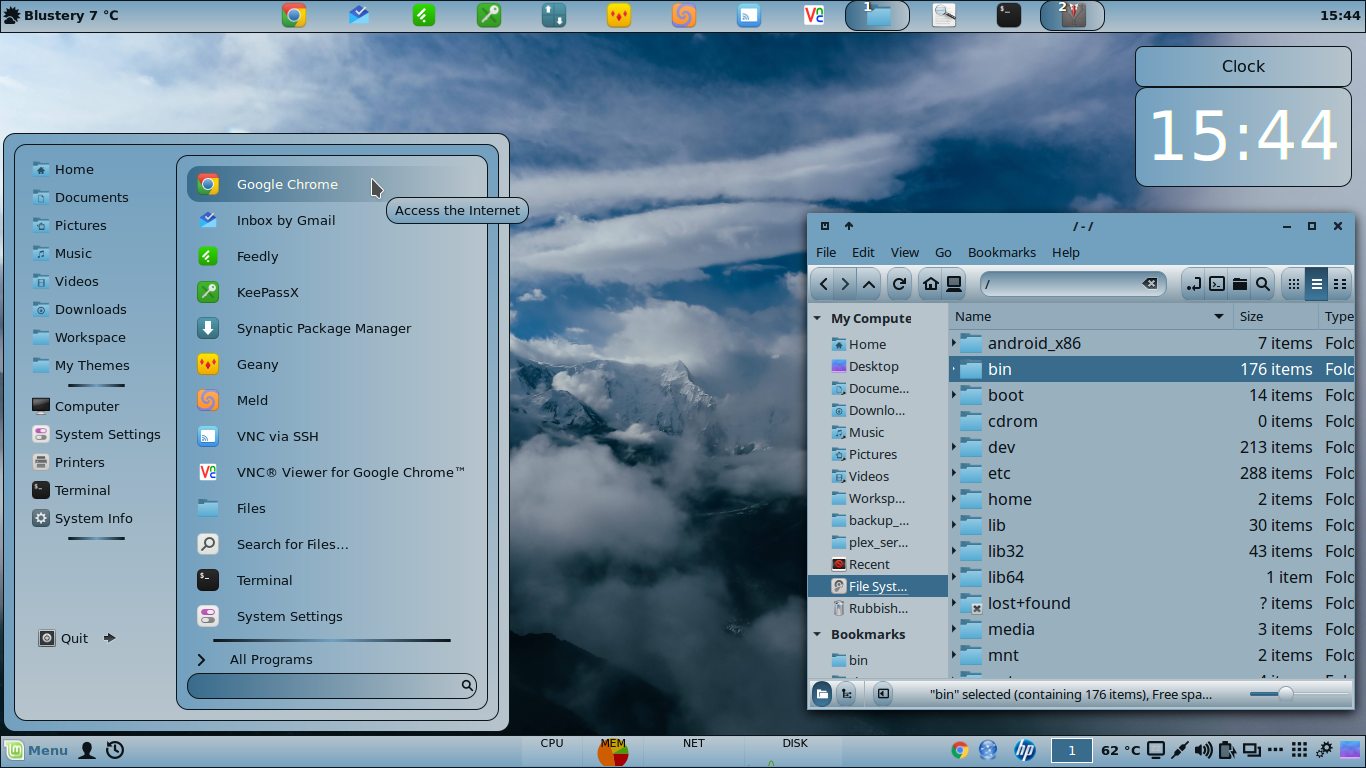 Blustery 7 °C
1
2
15:44
Clock
15:44
Home
Documents
Pictures
Music
Videos
Downloads
Workspace
My Themes
Computer
System Settings
Printers
Terminal
System Info
Quit
Google Chrome
Access the Internet
Inbox by Gmail
Feedly
KeePassX
Synaptic Package Manager
Geany
Meld
VNC via SSH
VNC® Viewer for Google Chrome™
Files
Search for Files...
Terminal
System Settings
All Programs
/ - /
File Edit View Go Bookmarks Help
/
My Compute
Home
Desktop
Docume...
Downlo...
Music
Pictures
Videos
Worksp...
backup_...
plex_ser...
Recent
File Syst...
Rubbish...
Bookmarks
bin
Name Size Type
android_x86 7 items Fold
bin 176 items Fold
boot 14 items Fold
cdrom 0 items Fold
dev 213 items Fold
etc 288 items Fold
home 2 items Fold
lib 30 items Fold
lib32 43 items Fold
lib64 1 item Fold
lost+found ? items Fold
media 3 items Fold
mnt 2 items Fold
"bin" selected (containing 176 items), Free spa...
Menu
CPU MEM NET DISK
hp
1
62 °C